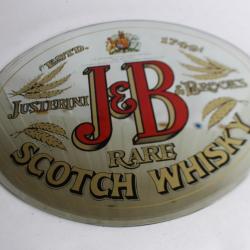 ESTD. 1749
JUSTERINI & BROOKS
J&B
RARE
SCOTCH WHISKY